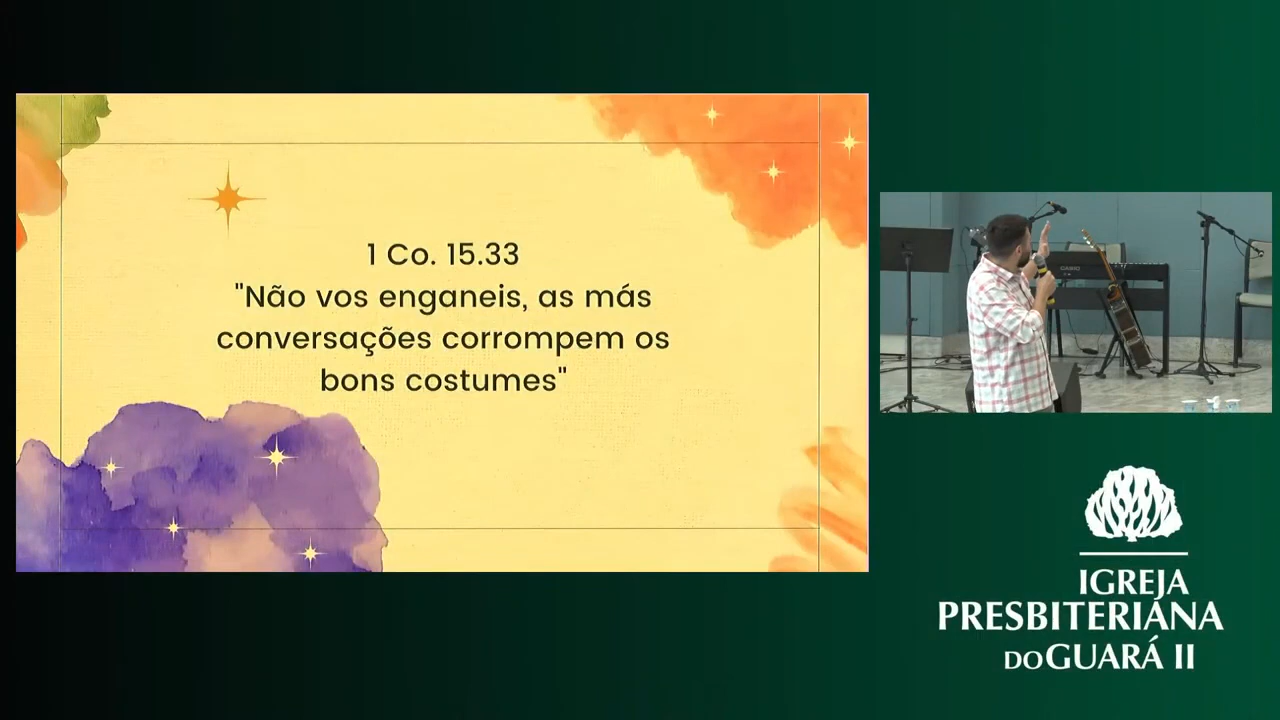 1 Co. 15.33
"Não vos enganeis, as más
conversações corrompem os
bons costumes"
CASIO
IGREJA
PRESBITERIANA
DO GUARÁ II